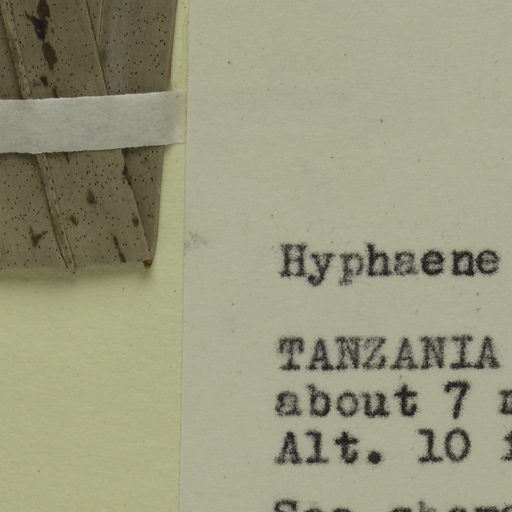 Hyphaene
TANZANIA
about 7
Alt. 10